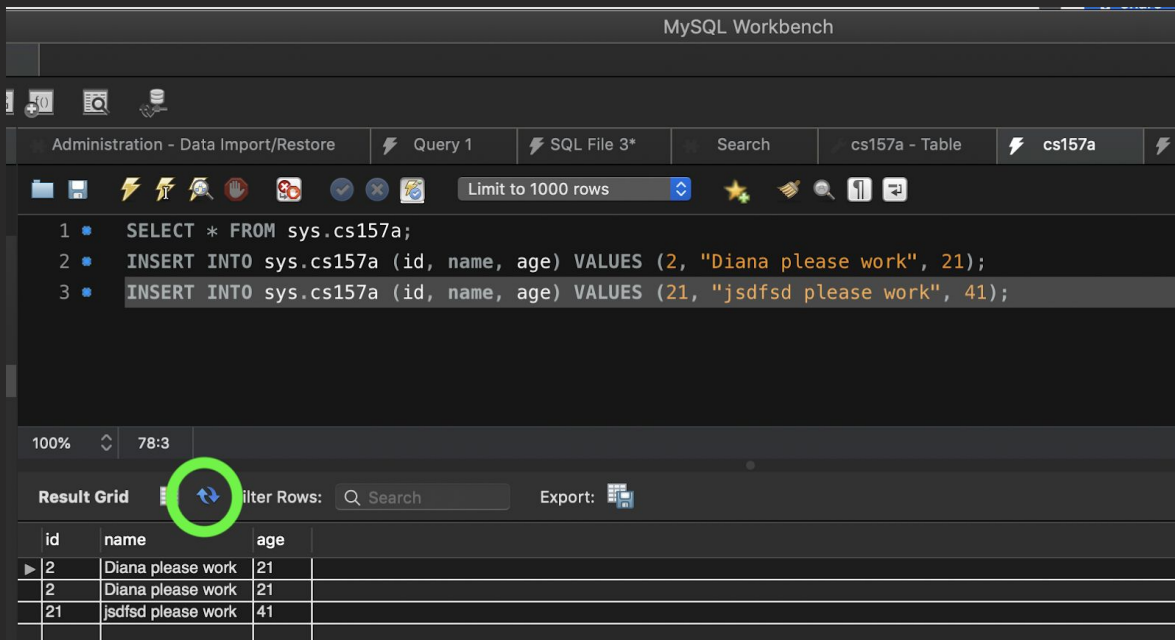 MySQL Workbench
Administration - Data Import/Restore Query 1 SQL File 3* Search cs157a - Table cs157a
Limit to 1000 rows
1 SELECT * FROM sys.cs157a;
2 INSERT INTO sys.cs157a (id, name, age) VALUES (2, "Diana please work", 21);
3 INSERT INTO sys.cs157a (id, name, age) VALUES (21, "jsdfsd please work", 41);
100% 78:3
Result Grid Rows: Search Export:
id name age
2 Diana please work 21
2 Diana please work 21
21 jsdfsd please work 41